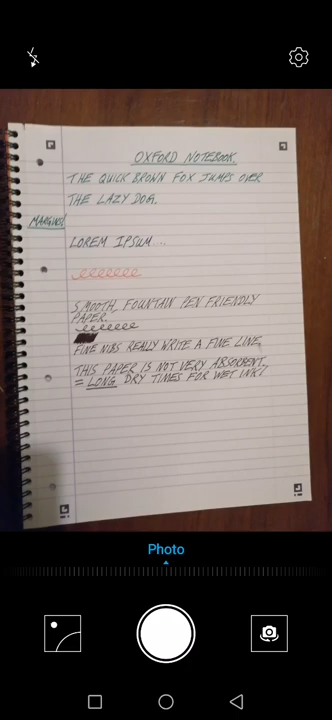 OXFORD NOTEBOOK.
THE QUICK BROWN FOX JUMPS OVER
THE LAZY DOG.
MARGINS!
LOREM IPSUM....
eeeeeee
SMOOTH, FOUNTAIN PEN FRIENDLY
PAPER.
eeeeeee
FINE NIBS REALLY WRITE A FINE LINE
THIS PAPER IS NOT VERY ABSORBENT.
= LONG DRY TIMES FOR WET INK!!
Photo